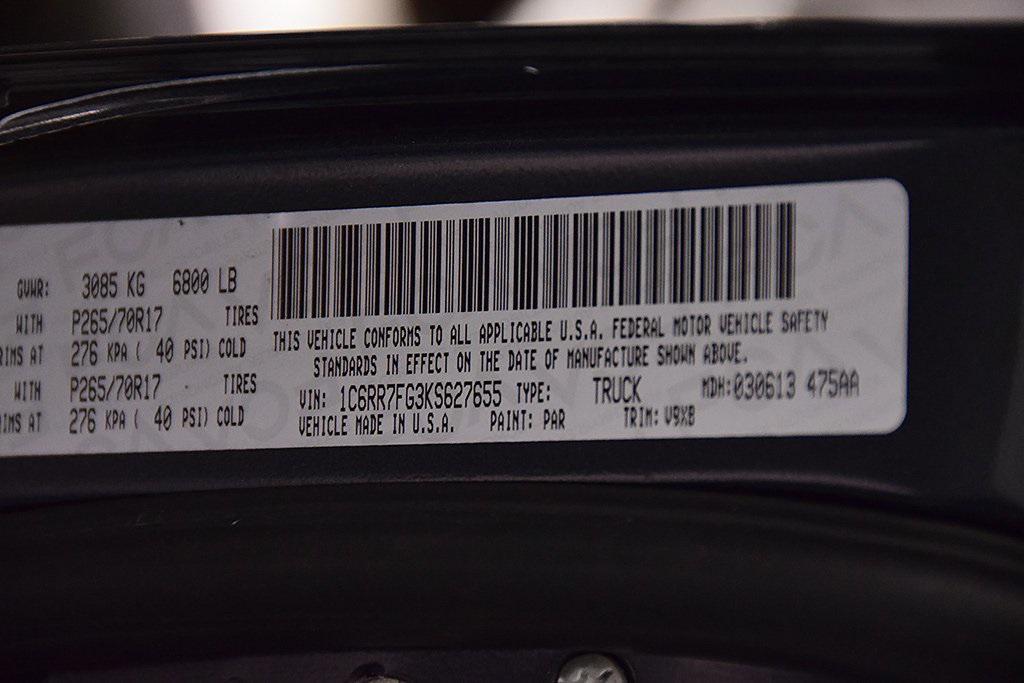 GVWR: 3085 KG 6800 LB
WITH P265/70R17 TIRES
RIMS AT 276 KPA ( 40 PSI) COLD
WITH P265/70R17 TIRES
RIMS AT 276 KPA ( 40 PSI) COLD
THIS VEHICLE CONFORMS TO ALL APPLICABLE U.S.A. FEDERAL MOTOR VEHICLE SAFETY
STANDARDS IN EFFECT ON THE DATE OF MANUFACTURE SHOWN ABOVE.
VIN: 1C6RR7FG3KS627655 TYPE: TRUCK MDH:030613 475AA
VEHICLE MADE IN U.S.A. PAINT: PAR TRIM: V9X8